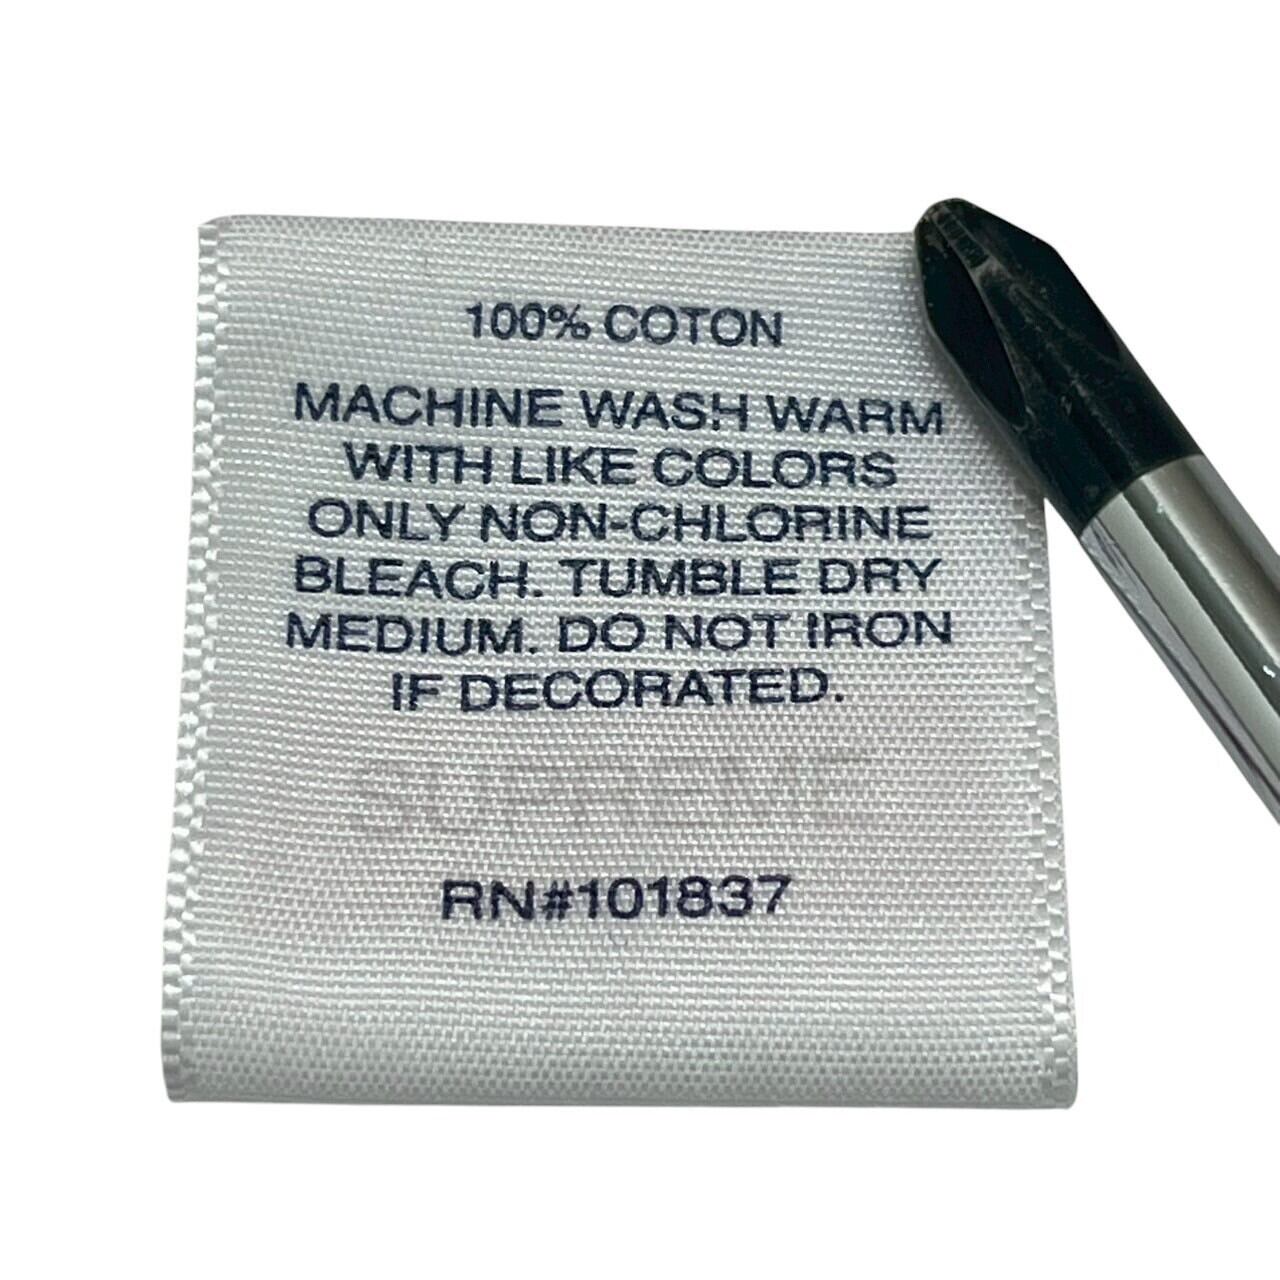 100% COTON
MACHINE WASH WARM
WITH LIKE COLORS
ONLY NON-CHLORINE
BLEACH. TUMBLE DRY
MEDIUM. DO NOT IRON
IF DECORATED.
SUPREME
RN#101837